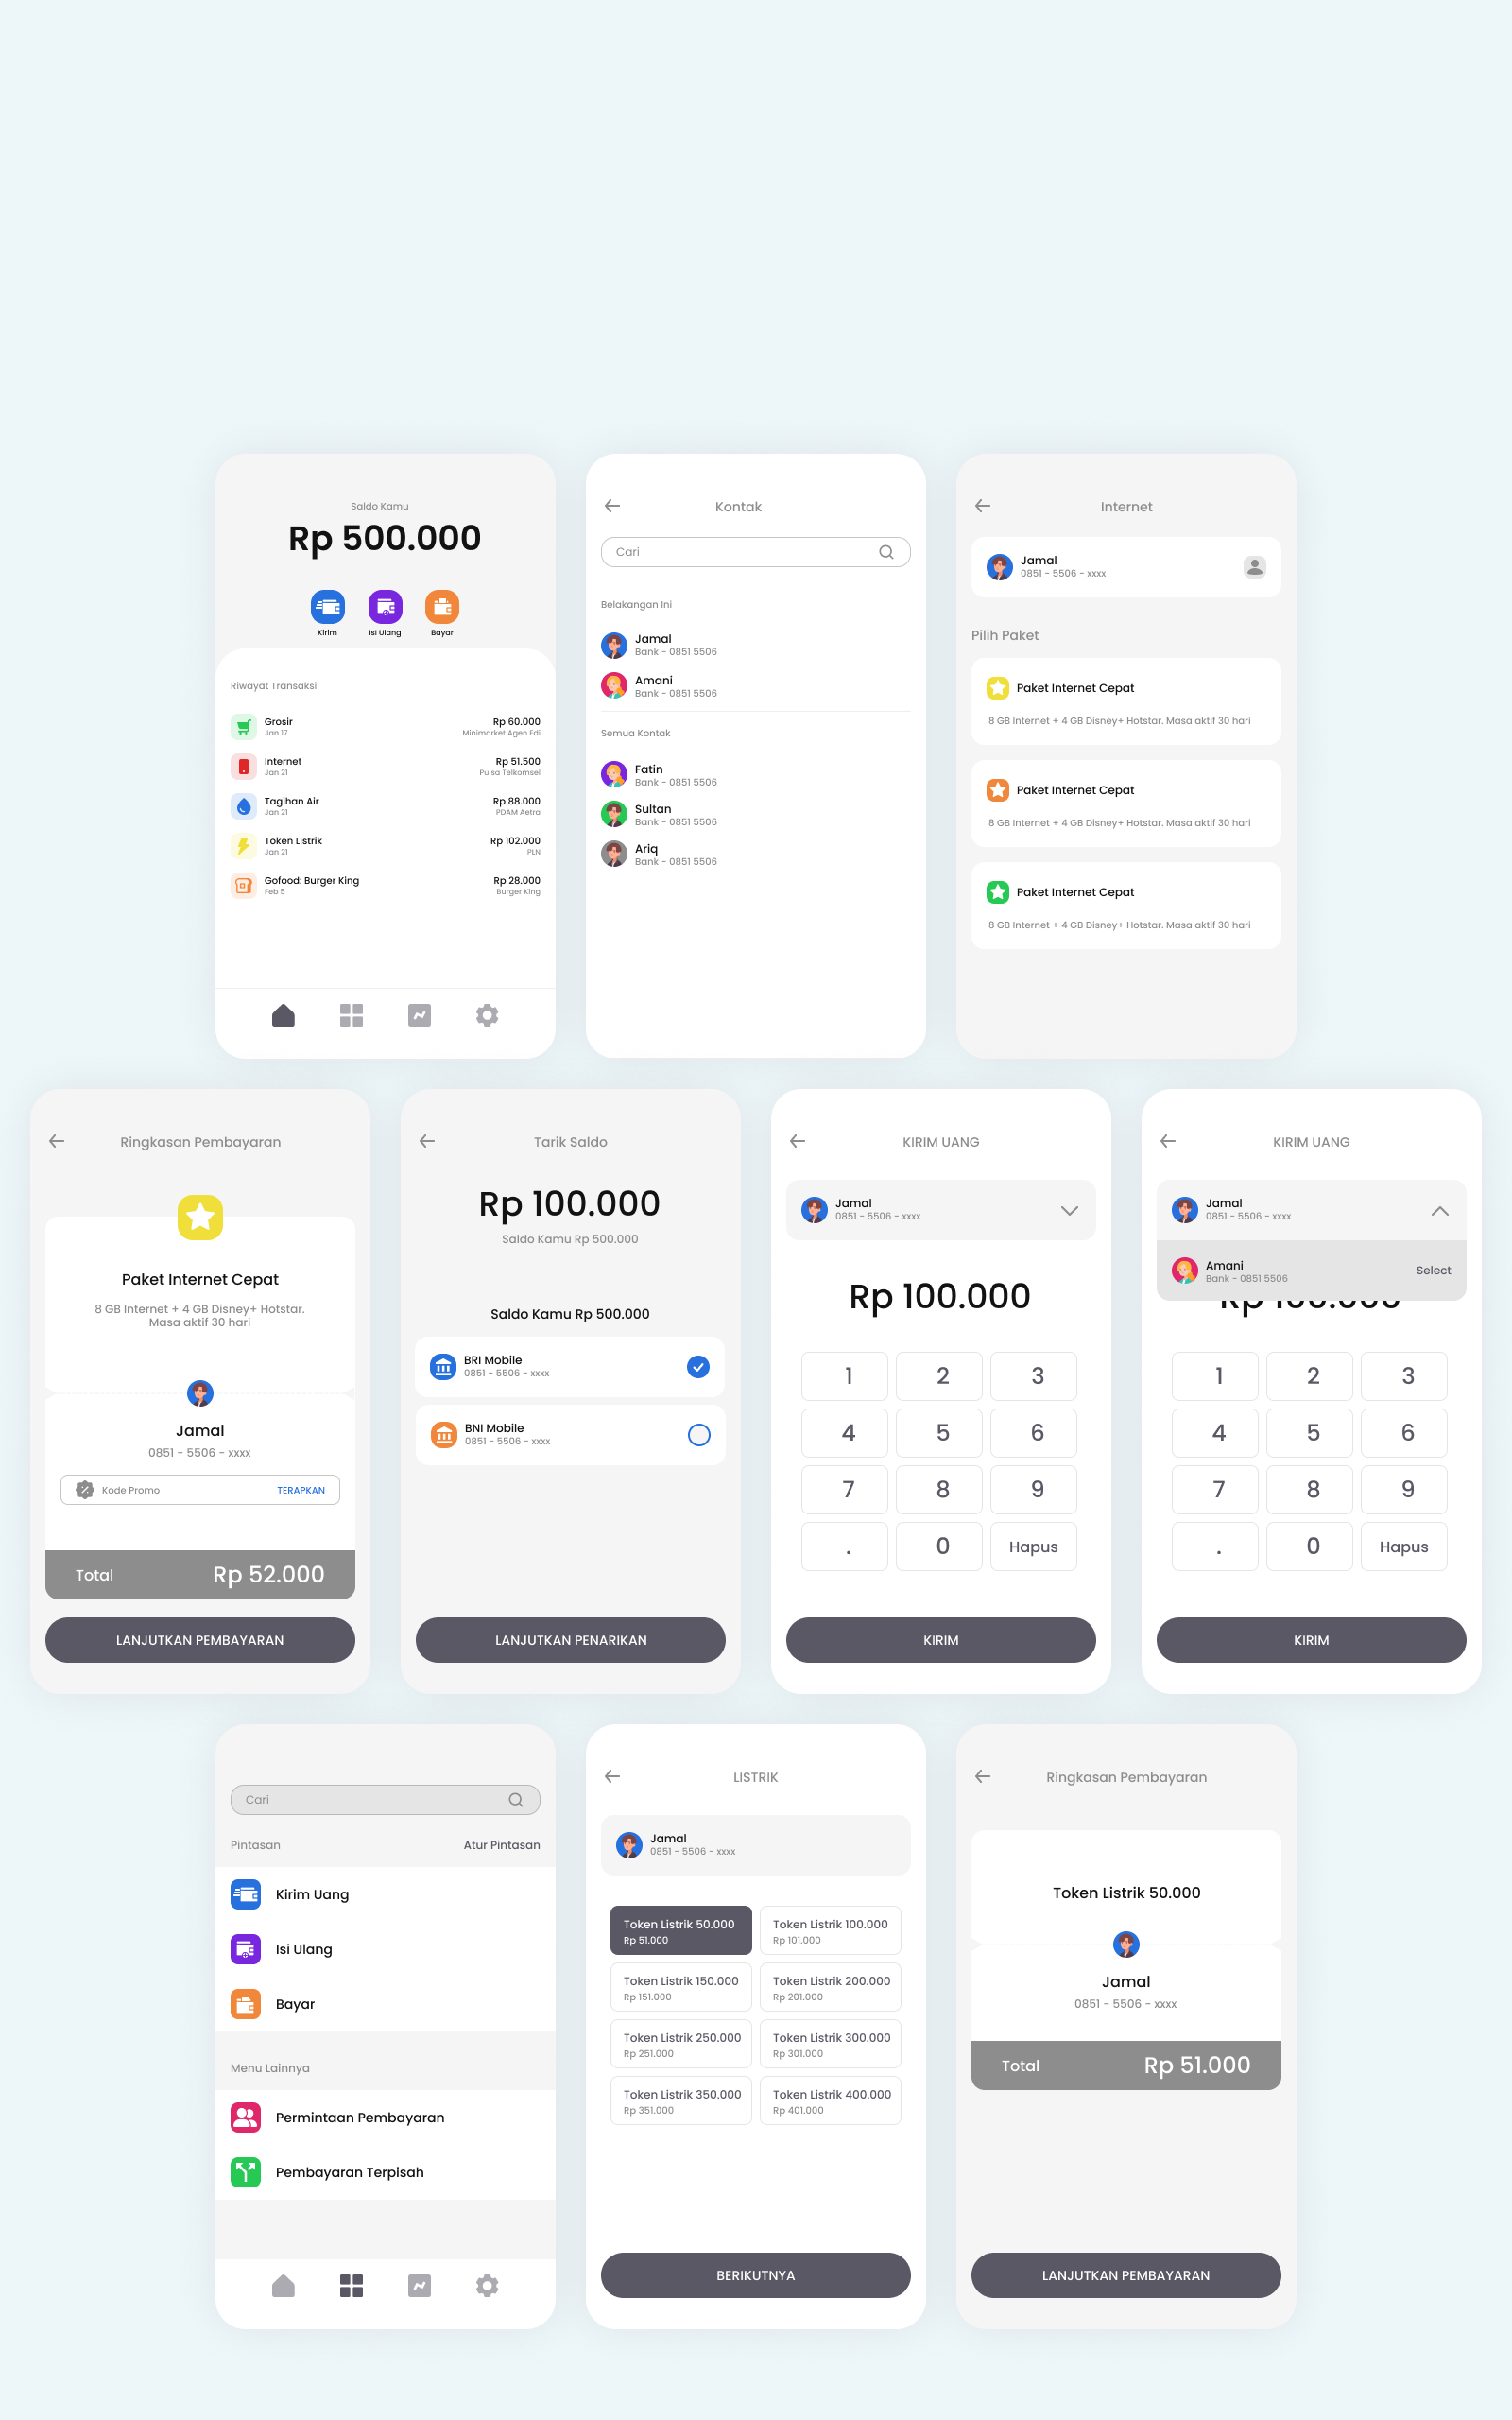 Saldo Kamu
Rp 500.000
Kirim
Isi Ulang
Bayar
Riwayat Transaksi
Grosir
Rp 60.000
Jan 17
Minimarket Agen Edi
Internet
Rp 51.500
Jan 21
Pulsa Telkomsel
Tagihan Air
Rp 88.000
Jan 21
PDAM Aetra
Token Listrik
Rp 102.000
Jan 21
PLN
Gofood: Burger King
Rp 28.000
Feb 5
Burger King
Kontak
Cari
Belakangan Ini
Jamal
Bank - 0851 5506
Amani
Bank - 0851 5506
Semua Kontak
Fatin
Bank - 0851 5506
Sultan
Bank - 0851 5506
Ariq
Bank - 0851 5506
Internet
Jamal
0851 - 5506 - xxxx
Pilih Paket
Paket Internet Cepat
8 GB Internet + 4 GB Disney+ Hotstar. Masa aktif 30 hari
Paket Internet Cepat
8 GB Internet + 4 GB Disney+ Hotstar. Masa aktif 30 hari
Paket Internet Cepat
8 GB Internet + 4 GB Disney+ Hotstar. Masa aktif 30 hari
Ringkasan Pembayaran
Paket Internet Cepat
8 GB Internet + 4 GB Disney+ Hotstar.
Masa aktif 30 hari
Jamal
0851 - 5506 - xxxx
Kode Promo
TERAPKAN
Total
Rp 52.000
LANJUTKAN PEMBAYARAN
Tarik Saldo
Rp 100.000
Saldo Kamu Rp 500.000
Saldo Kamu Rp 500.000
BRI Mobile
0851 - 5506 - xxxx
BNI Mobile
0851 - 5506 - xxxx
LANJUTKAN PENARIKAN
KIRIM UANG
Jamal
0851 - 5506 - xxxx
Rp 100.000
1 2 3
4 5 6
7 8 9
. 0 Hapus
KIRIM
KIRIM UANG
Jamal
0851 - 5506 - xxxx
Amani
Bank - 0851 5506
Select
Rp 100.000
1 2 3
4 5 6
7 8 9
. 0 Hapus
KIRIM
Cari
Pintasan
Atur Pintasan
Kirim Uang
Isi Ulang
Bayar
Menu Lainnya
Permintaan Pembayaran
Pembayaran Terpisah
LISTRIK
Jamal
0851 - 5506 - xxxx
Token Listrik 50.000
Rp 51.000
Token Listrik 100.000
Rp 101.000
Token Listrik 150.000
Rp 151.000
Token Listrik 200.000
Rp 201.000
Token Listrik 250.000
Rp 251.000
Token Listrik 300.000
Rp 301.000
Token Listrik 350.000
Rp 351.000
Token Listrik 400.000
Rp 401.000
BERIKUTNYA
Ringkasan Pembayaran
Token Listrik 50.000
Jamal
0851 - 5506 - xxxx
Total
Rp 51.000
LANJUTKAN PEMBAYARAN